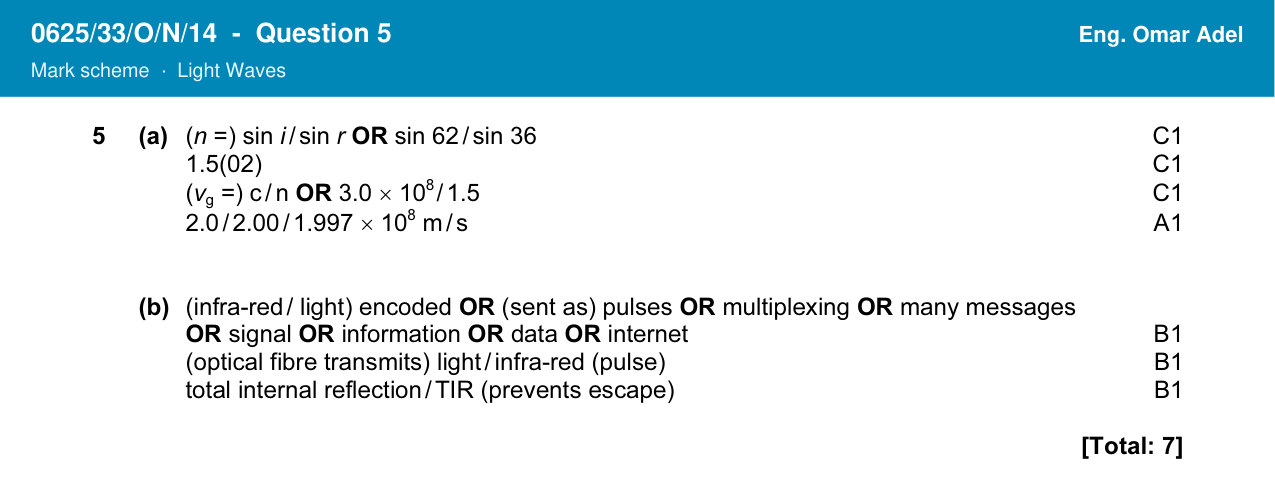 0625/33/O/N/14 - Question 5
Eng. Omar Adel
Mark scheme · Light Waves
5 (a) (n =) sin i / sin r OR sin 62 / sin 36 C1
1.5(02) C1
(vg =) c / n OR 3.0 × 10⁸ / 1.5 C1
2.0 / 2.00 / 1.997 × 10⁸ m / s A1
(b) (infra-red / light) encoded OR (sent as) pulses OR multiplexing OR many messages
OR signal OR information OR data OR internet B1
(optical fibre transmits) light / infra-red (pulse) B1
total internal reflection / TIR (prevents escape) B1
[Total: 7]